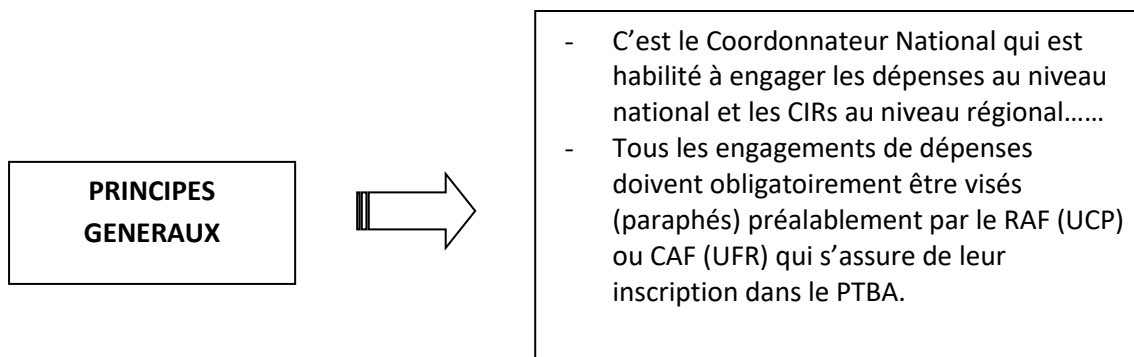 PRINCIPES
GENERAUX
- C’est le Coordonnateur National qui est
habilité à engager les dépenses au niveau
national et les CIRs au niveau régional……
- Tous les engagements de dépenses
doivent obligatoirement être visés
(paraphés) préalablement par le RAF (UCP)
ou CAF (UFR) qui s’assure de leur
inscription dans le PTBA.